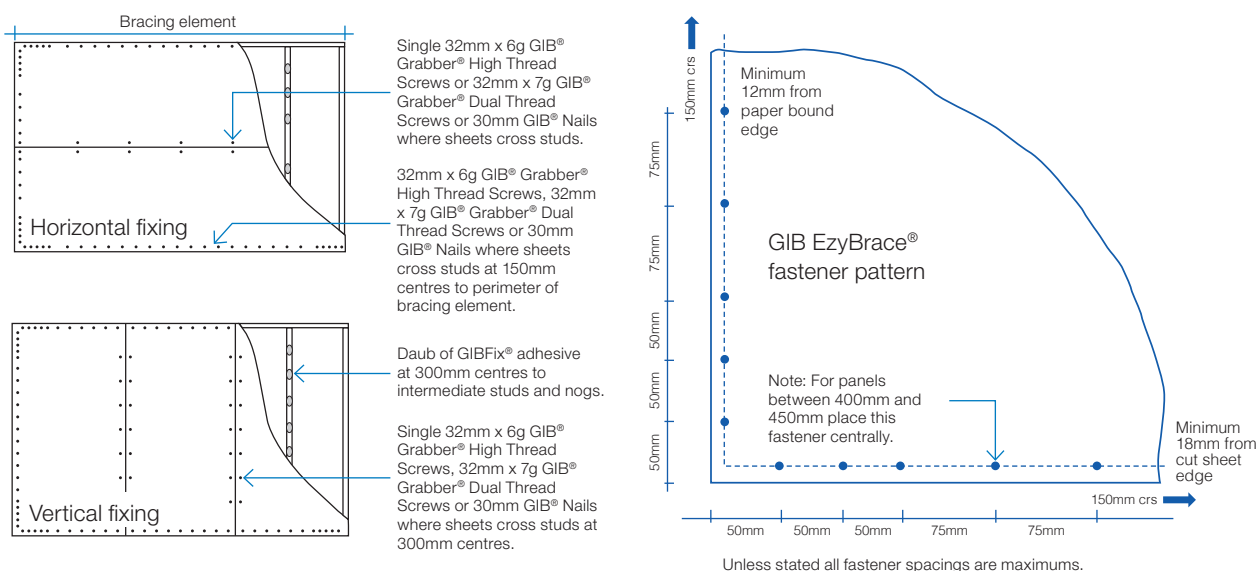 Bracing element
Single 32mm x 6g GIB®
Grabber® High Thread
Screws or 32mm x 7g GIB®
Grabber® Dual Thread
Screws or 30mm GIB® Nails
where sheets cross studs.
32mm x 6g GIB® Grabber®
High Thread Screws, 32mm
x 7g GIB® Grabber® Dual
Thread Screws or 30mm
GIB® Nails where sheets
cross studs at 150mm
centres to perimeter of
bracing element.
Horizontal fixing
Daub of GIBFix® adhesive
at 300mm centres to
intermediate studs and nogs.
Single 32mm x 6g GIB®
Grabber® High Thread
Screws, 32mm x 7g GIB®
Grabber® Dual Thread
Screws or 30mm GIB® Nails
where sheets cross studs at
300mm centres.
Vertical fixing
150mm crs
Minimum
12mm from
paper bound
edge
75mm
75mm
50mm
50mm
50mm
GIB EzyBrace®
fastener pattern
Note: For panels
between 400mm and
450mm place this
fastener centrally.
Minimum
18mm from
cut sheet
edge
150mm crs
50mm
50mm
50mm
75mm
75mm
Unless stated all fastener spacings are maximums.